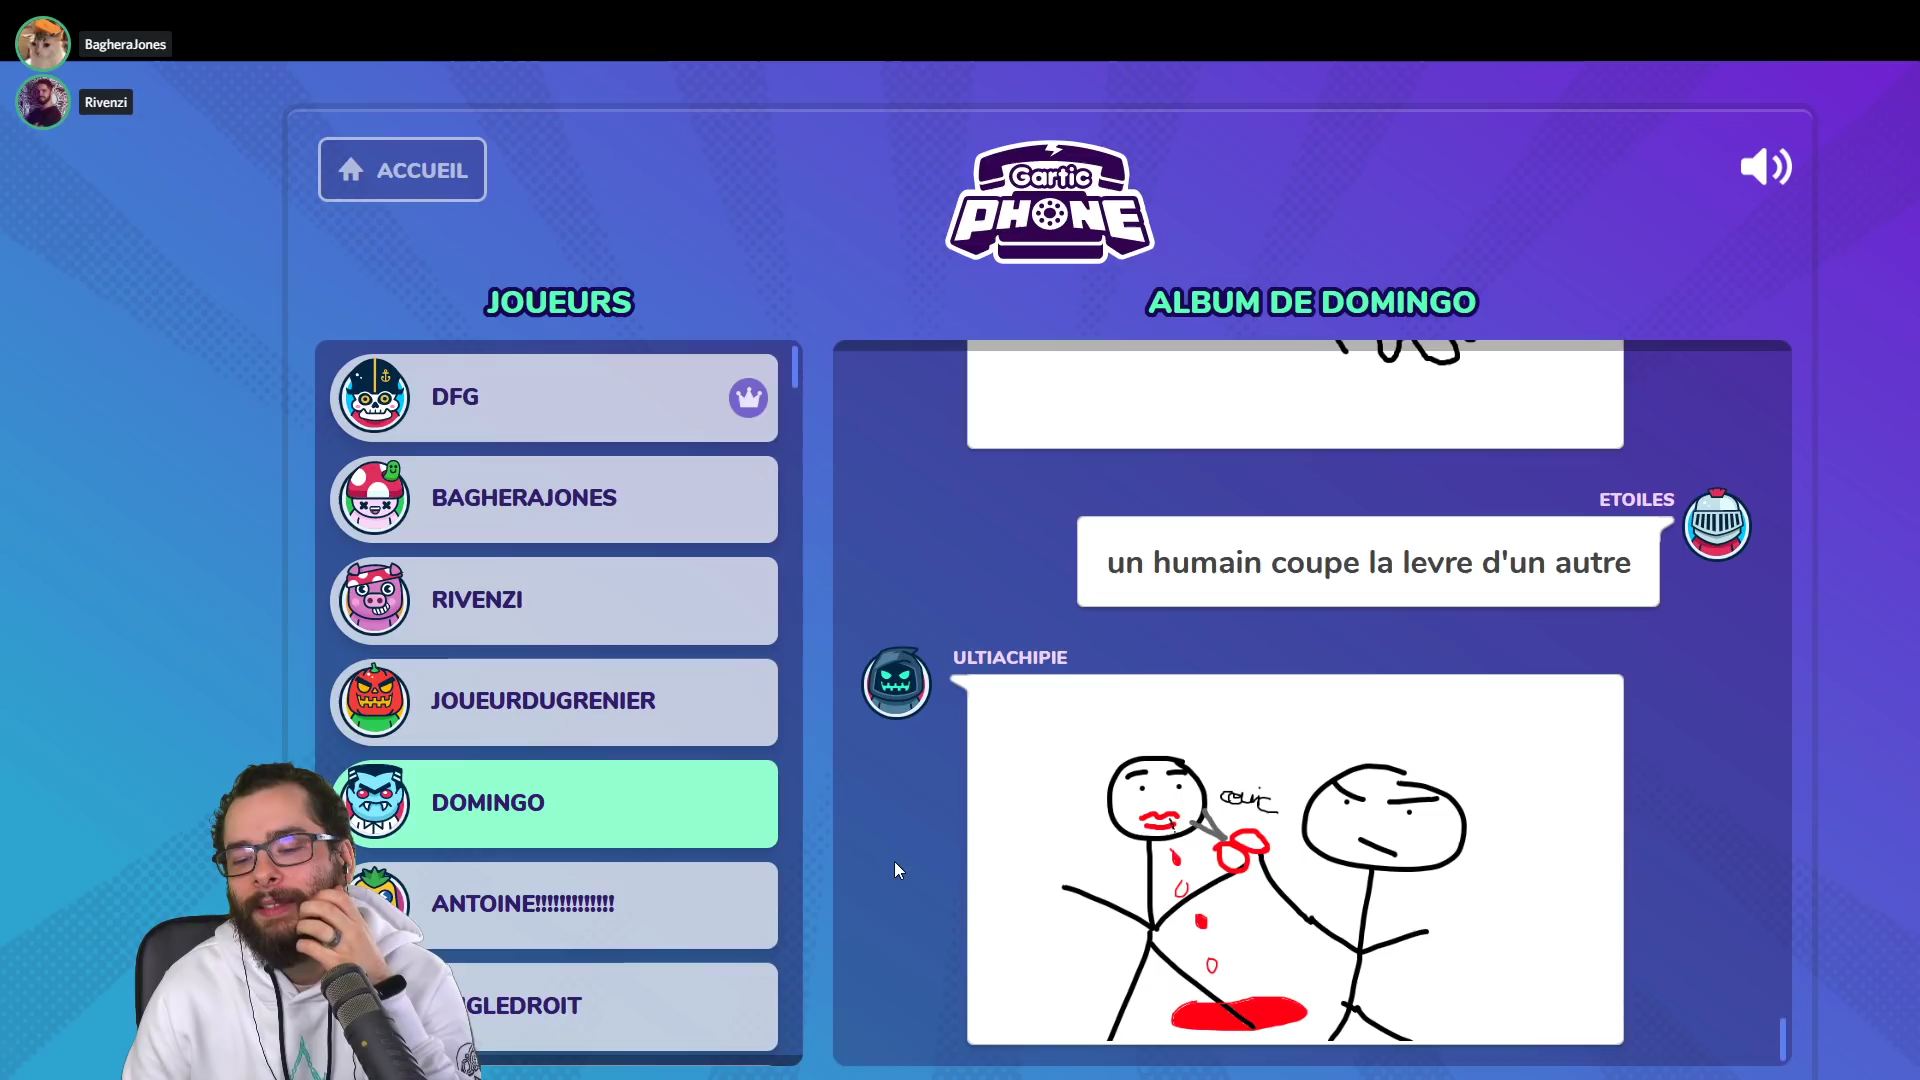 BagheraJones
Rivenzi
ACCUEIL
Gartic
PHONE
JOUEURS
ALBUM DE DOMINGO
DFG
BAGHERAJONES
RIVENZI
JOUEURDUGRENIER
DOMINGO
ANTOINE!!!!!!!!!!!!!
GLEDROIT
ETOILES
un humain coupe la levre d'un autre
ULTIACHIPIE
couic